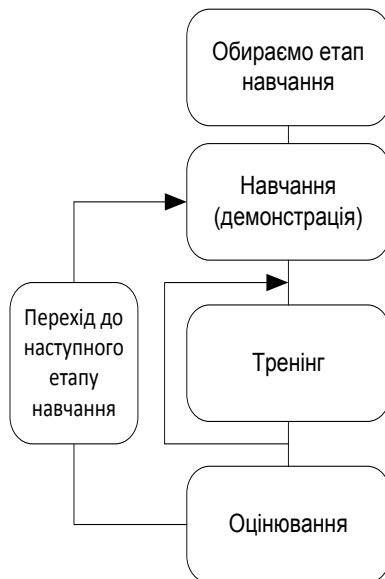 Обираємо етап
навчання
Навчання
(демонстрація)
Перехід до
наступного
етапу
навчання
Тренінг
Оцінювання